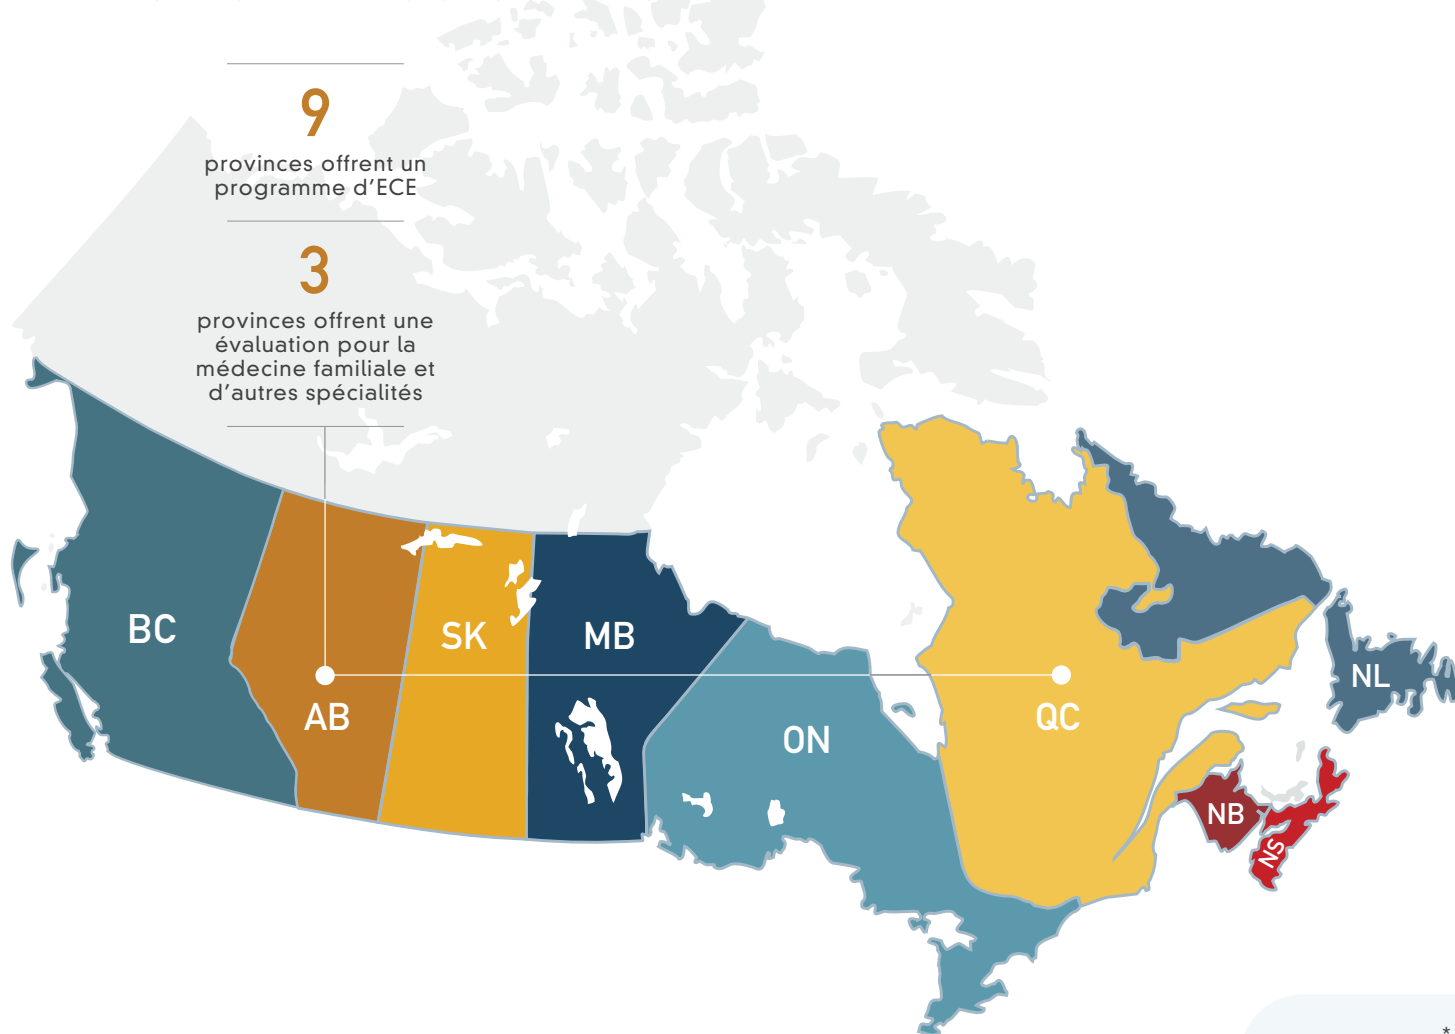 9
provinces offrent un
programme d'ECE
3
provinces offrent une
évaluation pour la
médecine familiale et
d'autres spécialités
BC
AB
SK
MB
ON
QC
NL
NB
NS
*